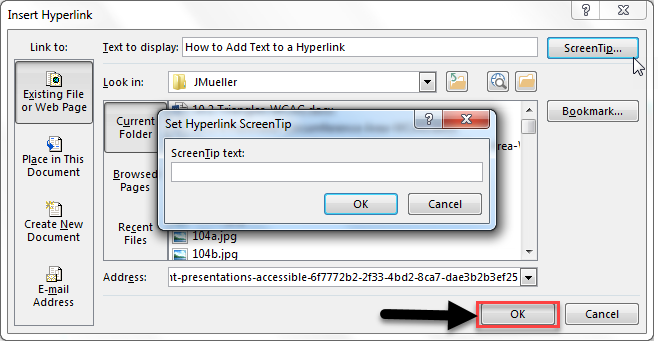 Insert Hyperlink
Link to:
Text to display: How to Add Text to a Hyperlink
ScreenTip...
Existing File
or Web Page
Look in: JMueller
Bookmark...
Place in This
Document
Current
Folder
Set Hyperlink ScreenTip
ScreenTip text:
OK Cancel
Browsed
Pages
Create New
Document
Recent
Files
104a.jpg
104b.jpg
E-mail
Address
Address: nt-presentations-accessible-6f7772b2-2f33-4bd2-8ca7-dae3b2b3ef25
OK Cancel